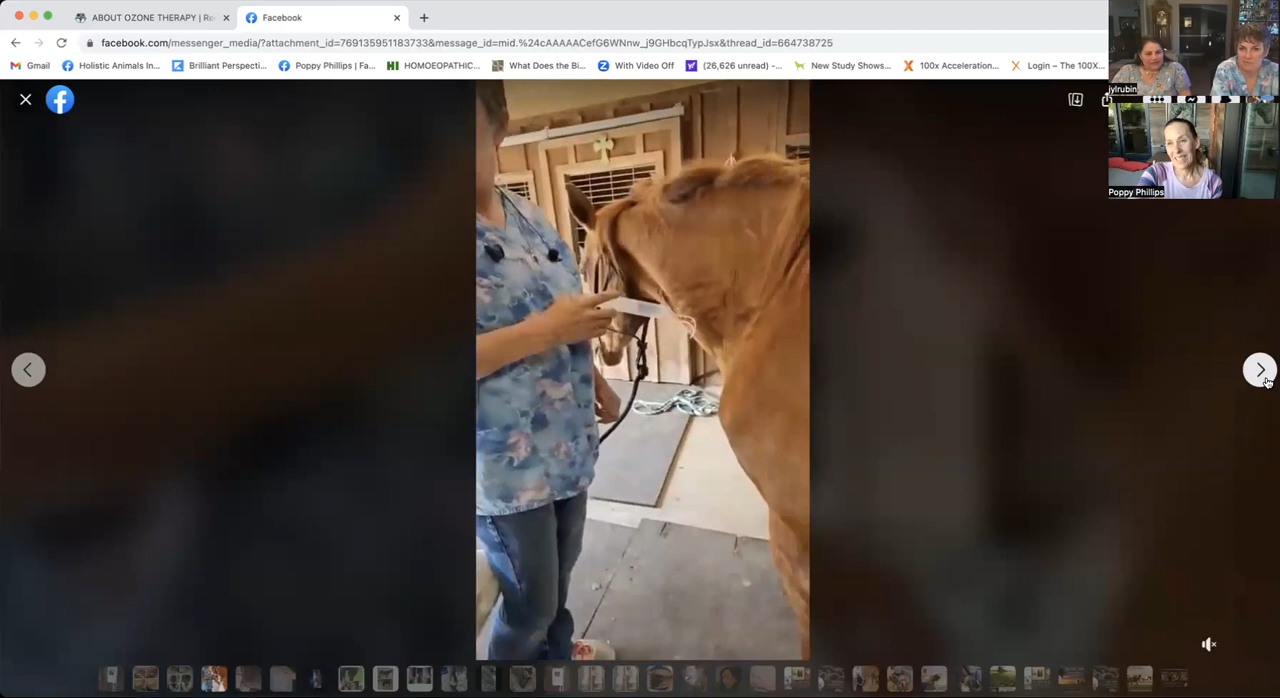 ABOUT OZONE THERAPY | Ro
Facebook
facebook.com/messenger_media/?attachment_id=769135951183733&message_id=mid.%24cAAAAACefG6WNnw_j9GHbcqTypJsx&thread_id=664738725
Gmail
Holistic Animals In...
Brilliant Perspecti...
Poppy Phillips | Fa...
HOMOEOPATHIC...
What Does the Bi...
With Video Off
(26,626 unread) -...
New Study Shows...
100x Acceleration...
Login – The 100X...
jylrubin
Poppy Phillips